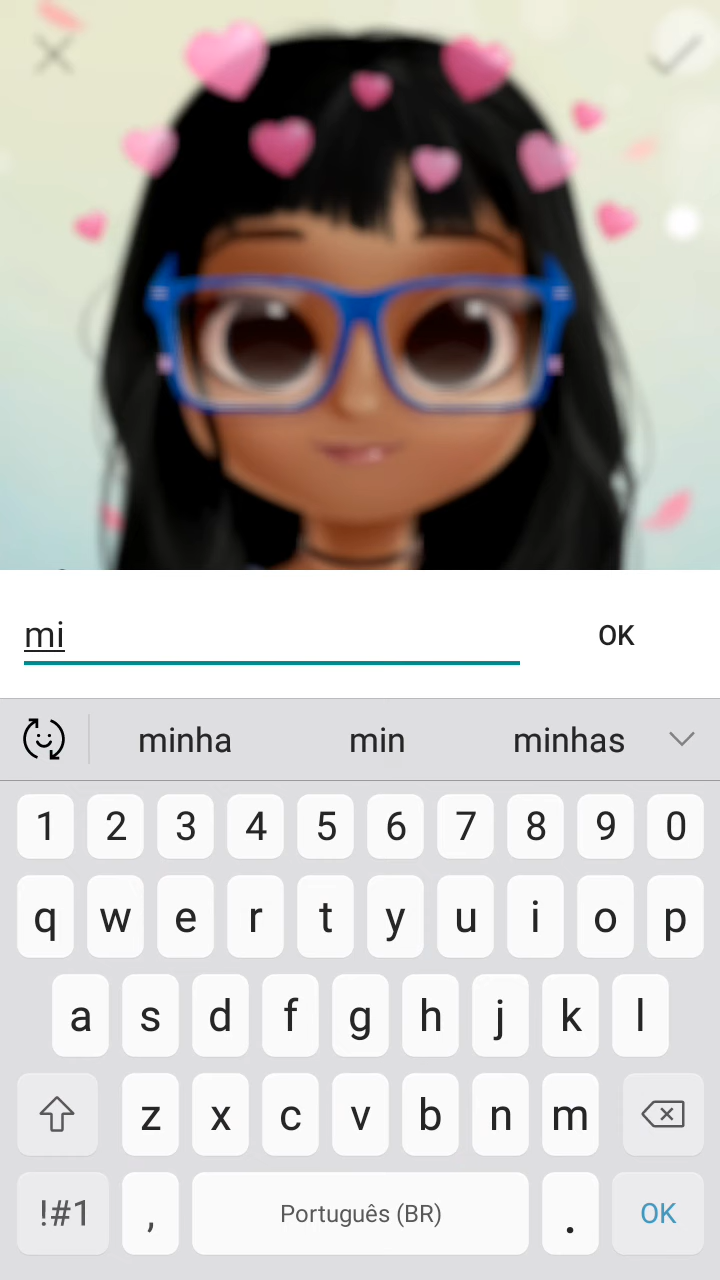 mi
OK
minha min minhas
1 2 3 4 5 6 7 8 9 0
q w e r t y u i o p
a s d f g h j k l
z x c v b n m
!#1 , Português (BR) . OK